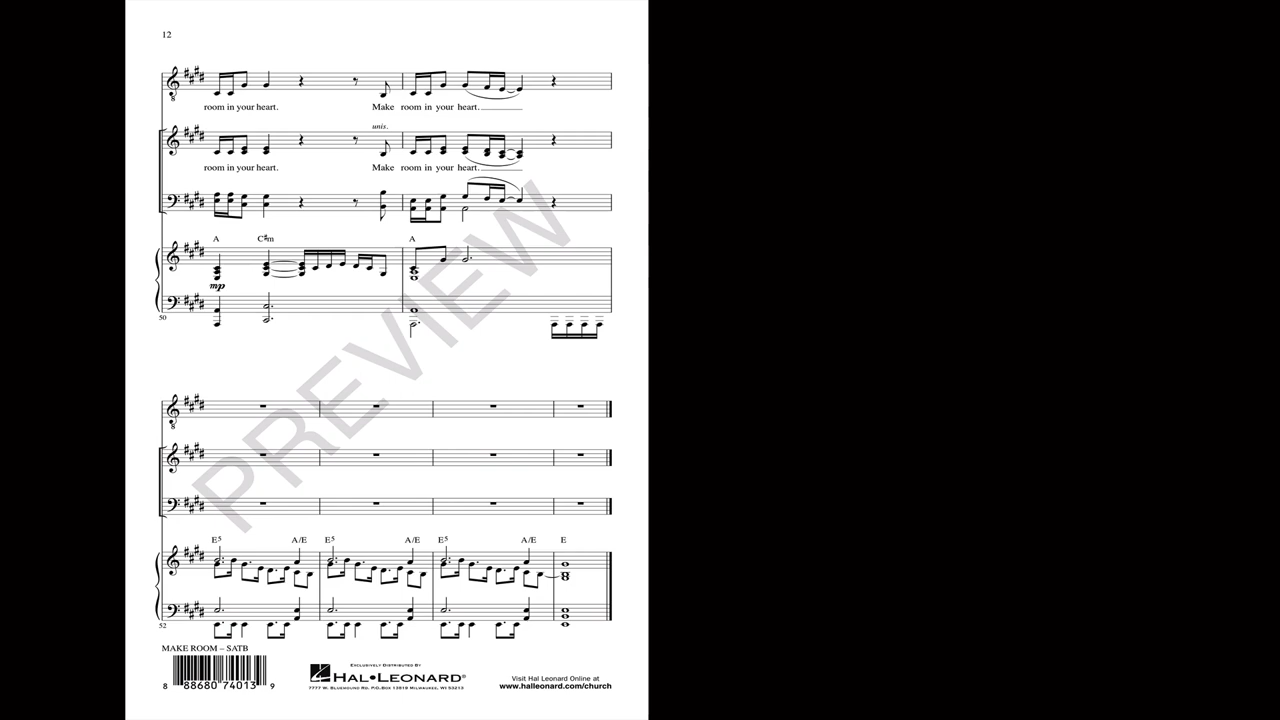 12
room in your heart. Make room in your heart.
unis.
room in your heart. Make room in your heart.
A C#m A
mp
50
PREVIEW
E5 A/E E5 A/E E5 A/E E
52
MAKE ROOM – SATB
8 88680 74013 9
EXCLUSIVELY DISTRIBUTED BY
HAL•LEONARD®
7777 W. BLUEMOUND RD. P.O. BOX 13819 MILWAUKEE, WI 53213
Visit Hal Leonard Online at
www.halleonard.com/church